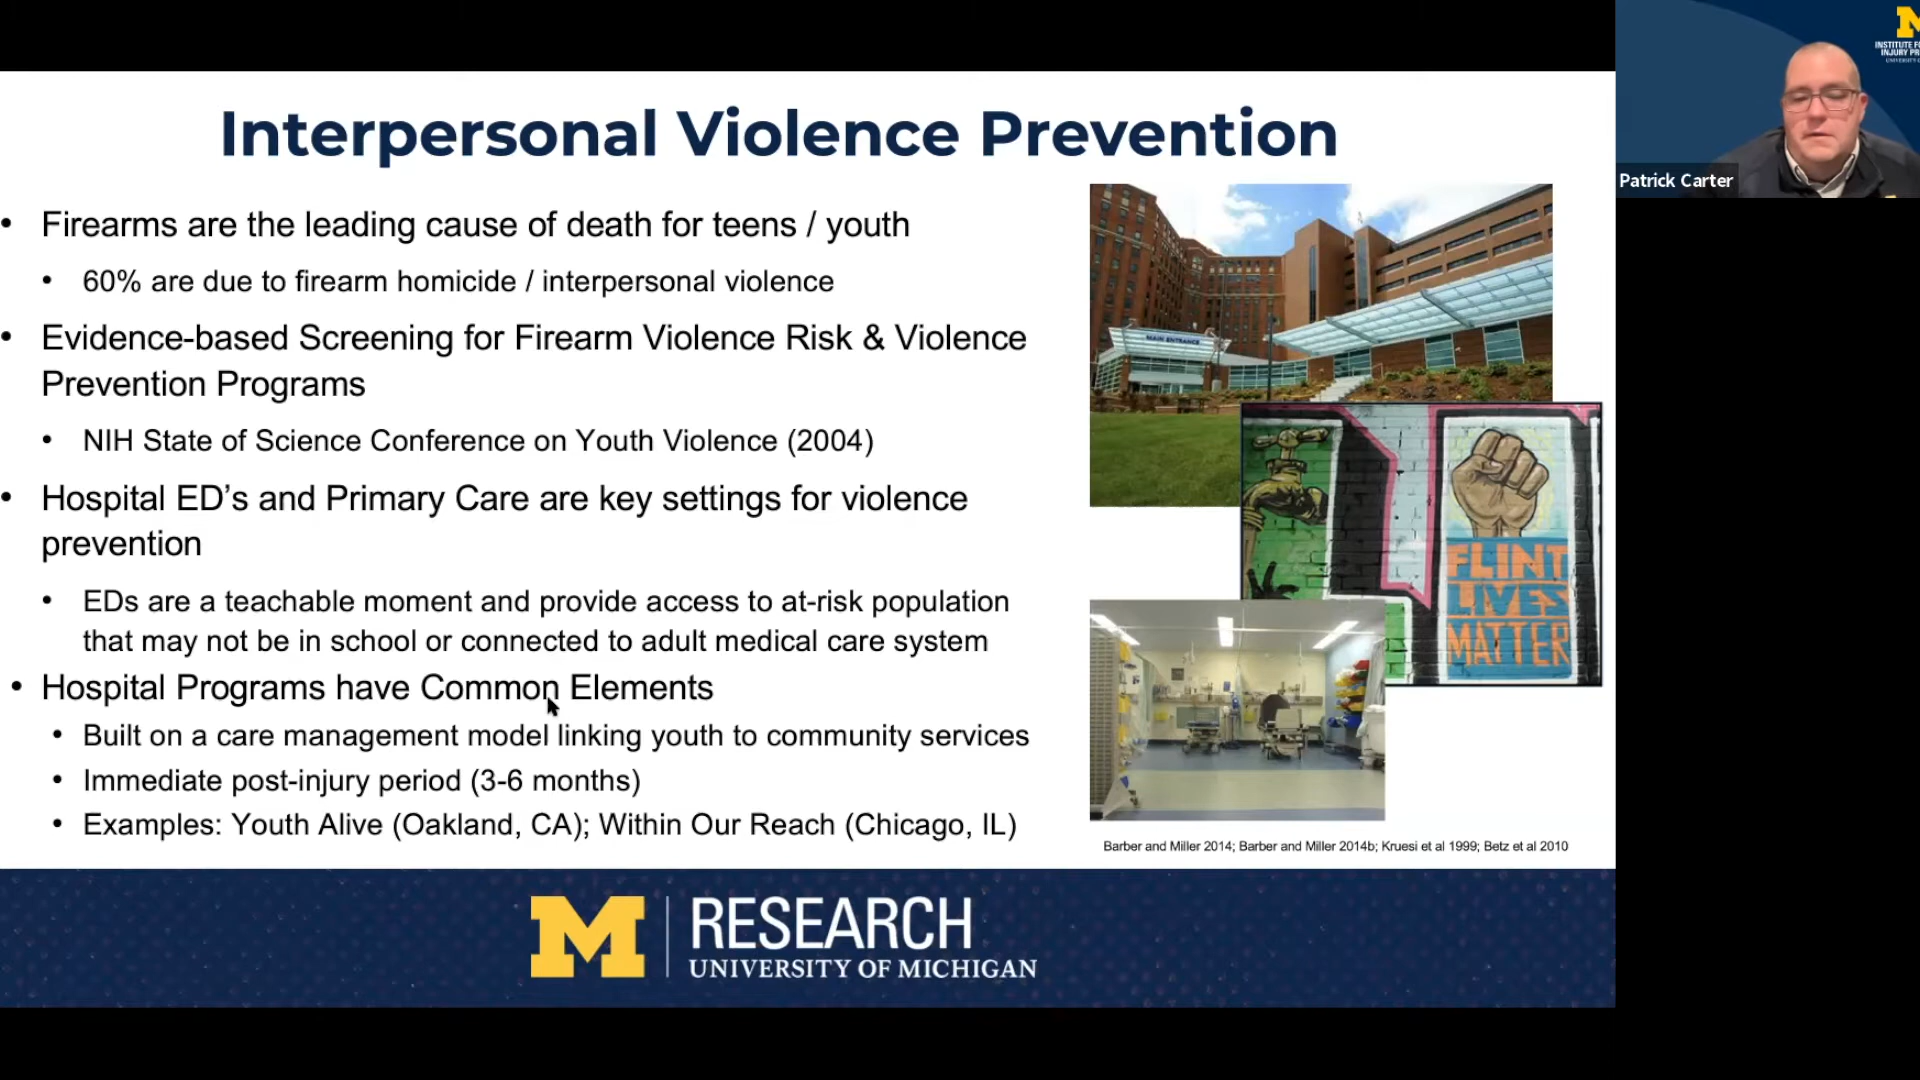 Interpersonal Violence Prevention
• Firearms are the leading cause of death for teens / youth
• 60% are due to firearm homicide / interpersonal violence
• Evidence-based Screening for Firearm Violence Risk & Violence
Prevention Programs
• NIH State of Science Conference on Youth Violence (2004)
• Hospital ED’s and Primary Care are key settings for violence
prevention
• EDs are a teachable moment and provide access to at-risk population
that may not be in school or connected to adult medical care system
• Hospital Programs have Common Elements
• Built on a care management model linking youth to community services
• Immediate post-injury period (3-6 months)
• Examples: Youth Alive (Oakland, CA); Within Our Reach (Chicago, IL)
MAIN ENTRANCE
FLINT
LIVES
MATTER
Barber and Miller 2014; Barber and Miller 2014b; Kruesi et al 1999; Betz et al 2010
M RESEARCH
UNIVERSITY OF MICHIGAN
M
INSTITUTE
INJURY
Patrick Carter